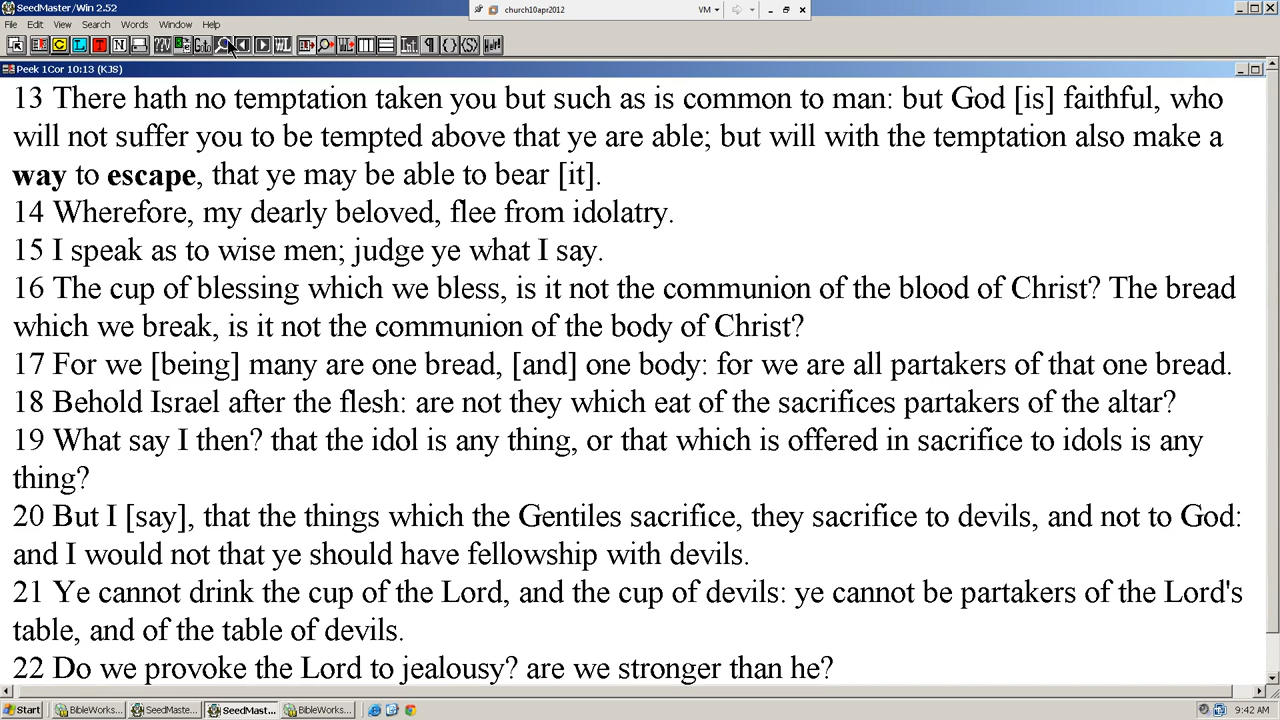 SeedMaster/Win 2.52
church10apr2012
VM
File Edit View Search Words Window Help
Peek 1Cor 10:13 (KJS)
13 There hath no temptation taken you but such as is common to man: but God [is] faithful, who
will not suffer you to be tempted above that ye are able; but will with the temptation also make a
way to escape, that ye may be able to bear [it].
14 Wherefore, my dearly beloved, flee from idolatry.
15 I speak as to wise men; judge ye what I say.
16 The cup of blessing which we bless, is it not the communion of the blood of Christ? The bread
which we break, is it not the communion of the body of Christ?
17 For we [being] many are one bread, [and] one body: for we are all partakers of that one bread.
18 Behold Israel after the flesh: are not they which eat of the sacrifices partakers of the altar?
19 What say I then? that the idol is any thing, or that which is offered in sacrifice to idols is any
thing?
20 But I [say], that the things which the Gentiles sacrifice, they sacrifice to devils, and not to God:
and I would not that ye should have fellowship with devils.
21 Ye cannot drink the cup of the Lord, and the cup of devils: ye cannot be partakers of the Lord's
table, and of the table of devils.
22 Do we provoke the Lord to jealousy? are we stronger than he?
Start BibleWorks... SeedMaste... SeedMast... BibleWorks... 9:42 AM